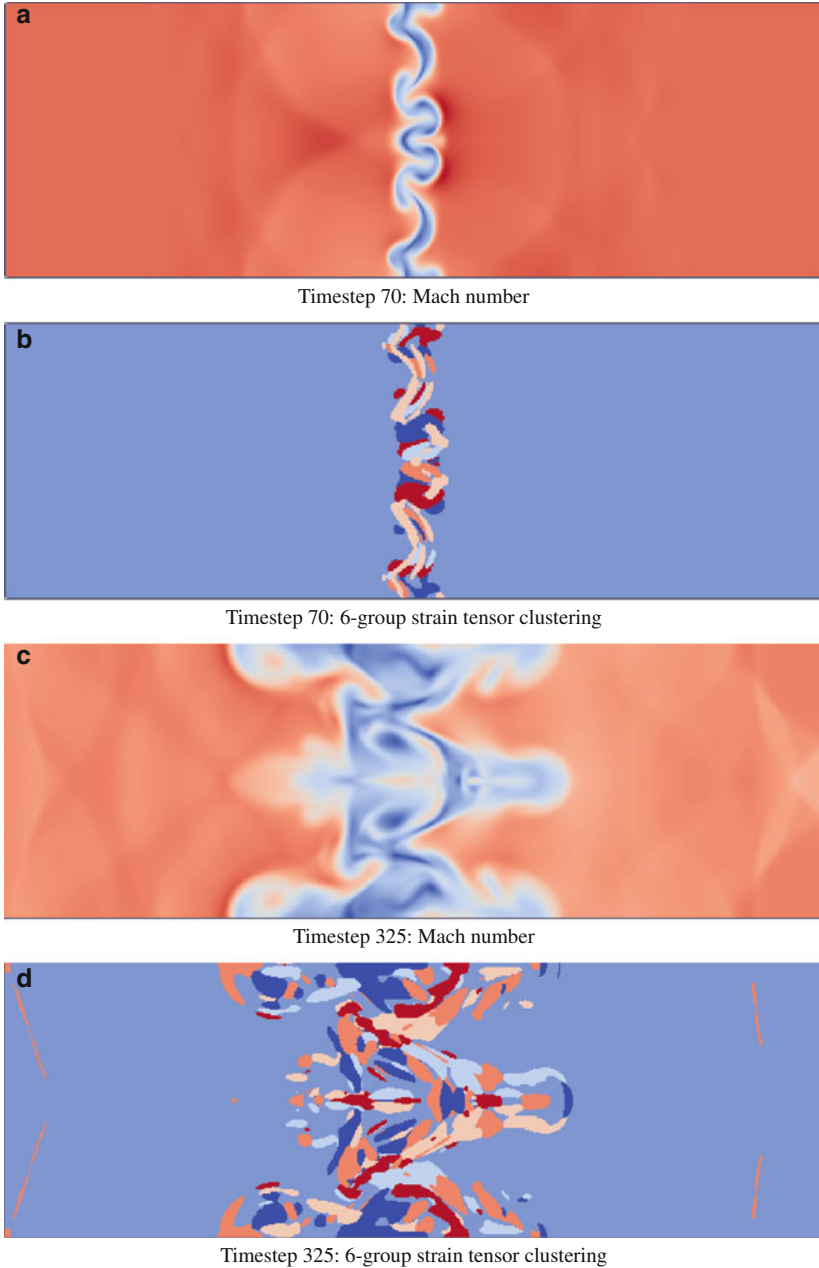 a
Timestep 70: Mach number
b
Timestep 70: 6-group strain tensor clustering
c
Timestep 325: Mach number
d
Timestep 325: 6-group strain tensor clustering